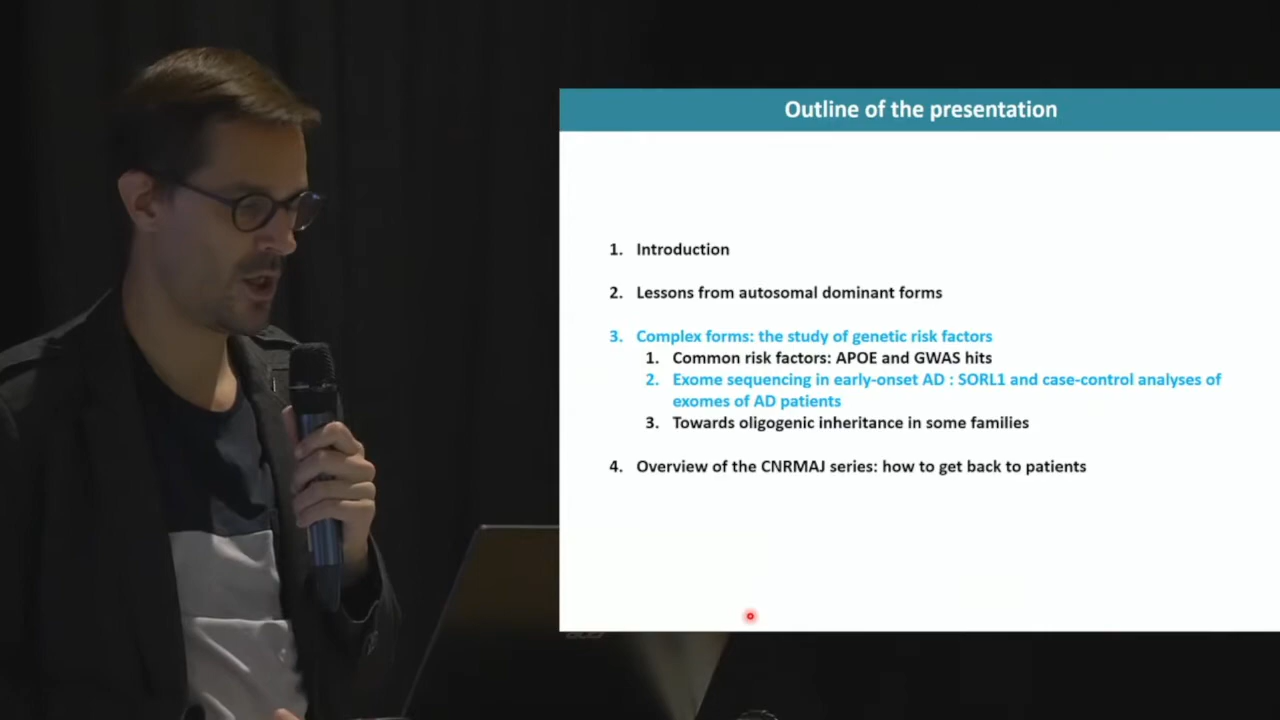 Outline of the presentation
1. Introduction
2. Lessons from autosomal dominant forms
3. Complex forms: the study of genetic risk factors
1. Common risk factors: APOE and GWAS hits
2. Exome sequencing in early-onset AD : SORL1 and case-control analyses of
exomes of AD patients
3. Towards oligogenic inheritance in some families
4. Overview of the CNRMAJ series: how to get back to patients